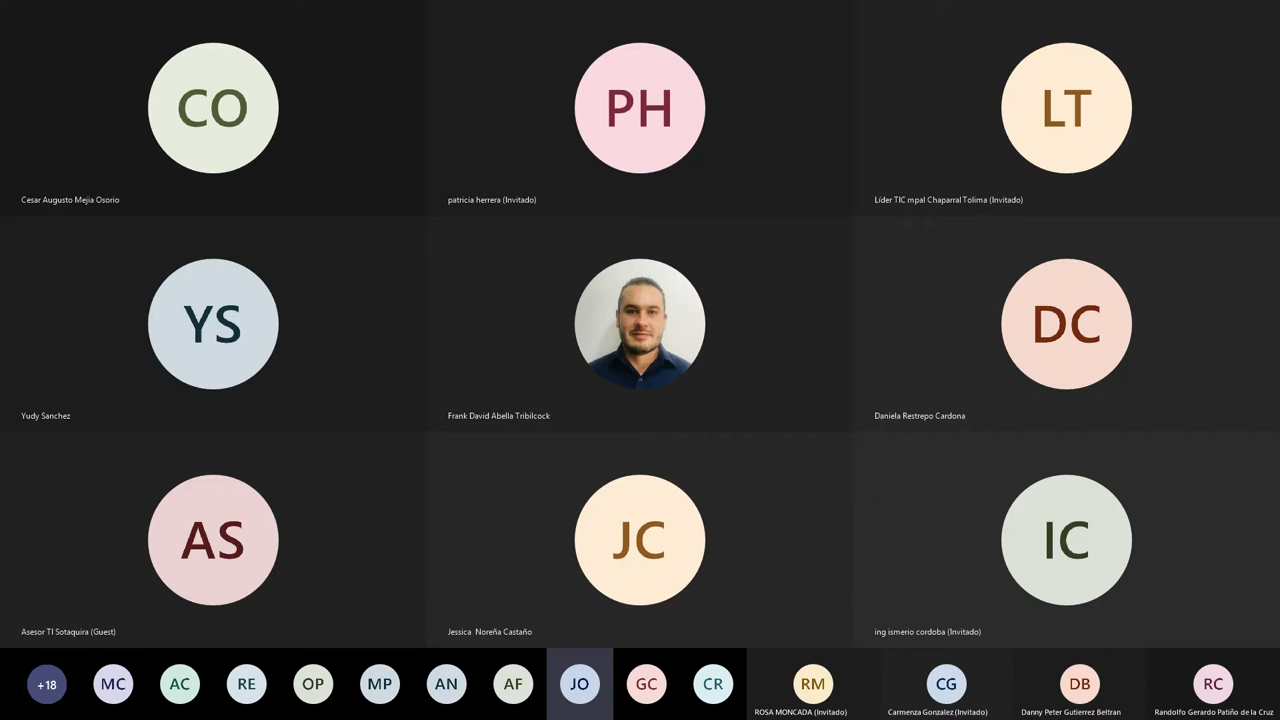 CO
PH
LT
Cesar Augusto Mejia Osorio
patricia herrera (Invitado)
Líder TIC mpal Chaparral Tolima (Invitado)
YS
DC
Yudy Sanchez
Frank David Abella Tribilcock
Daniela Restrepo Cardona
AS
JC
IC
Asesor TI Sotaquira (Guest)
Jessica Noreña Castaño
ing ismerio cordoba (Invitado)
+18
MC
AC
RE
OP
MP
AN
AF
JO
GC
CR
RM
CG
DB
RC
ROSA MONCADA (Invitado)
Carmenza Gonzalez (Invitado)
Danny Peter Gutierrez Beltran
Randolfo Gerardo Patiño de la Cruz